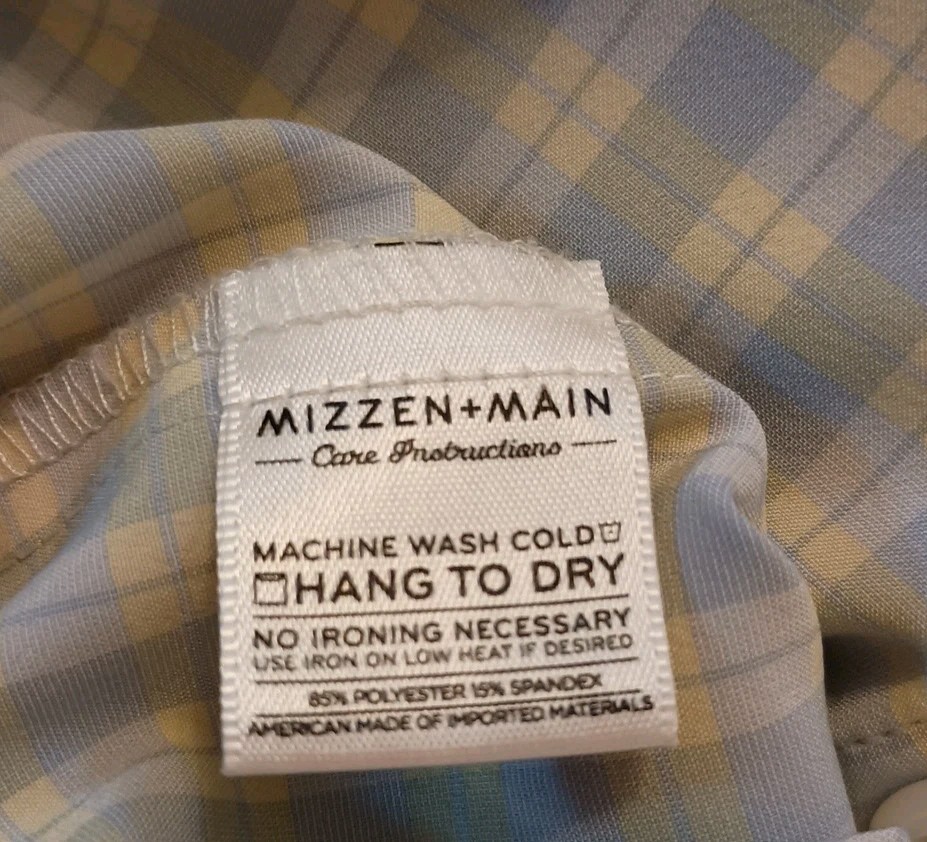 MIZZEN+MAIN
Care Instructions
MACHINE WASH COLD
HANG TO DRY
NO IRONING NECESSARY
USE IRON ON LOW HEAT IF DESIRED
85% POLYESTER 15% SPANDEX
AMERICAN MADE OF IMPORTED MATERIALS